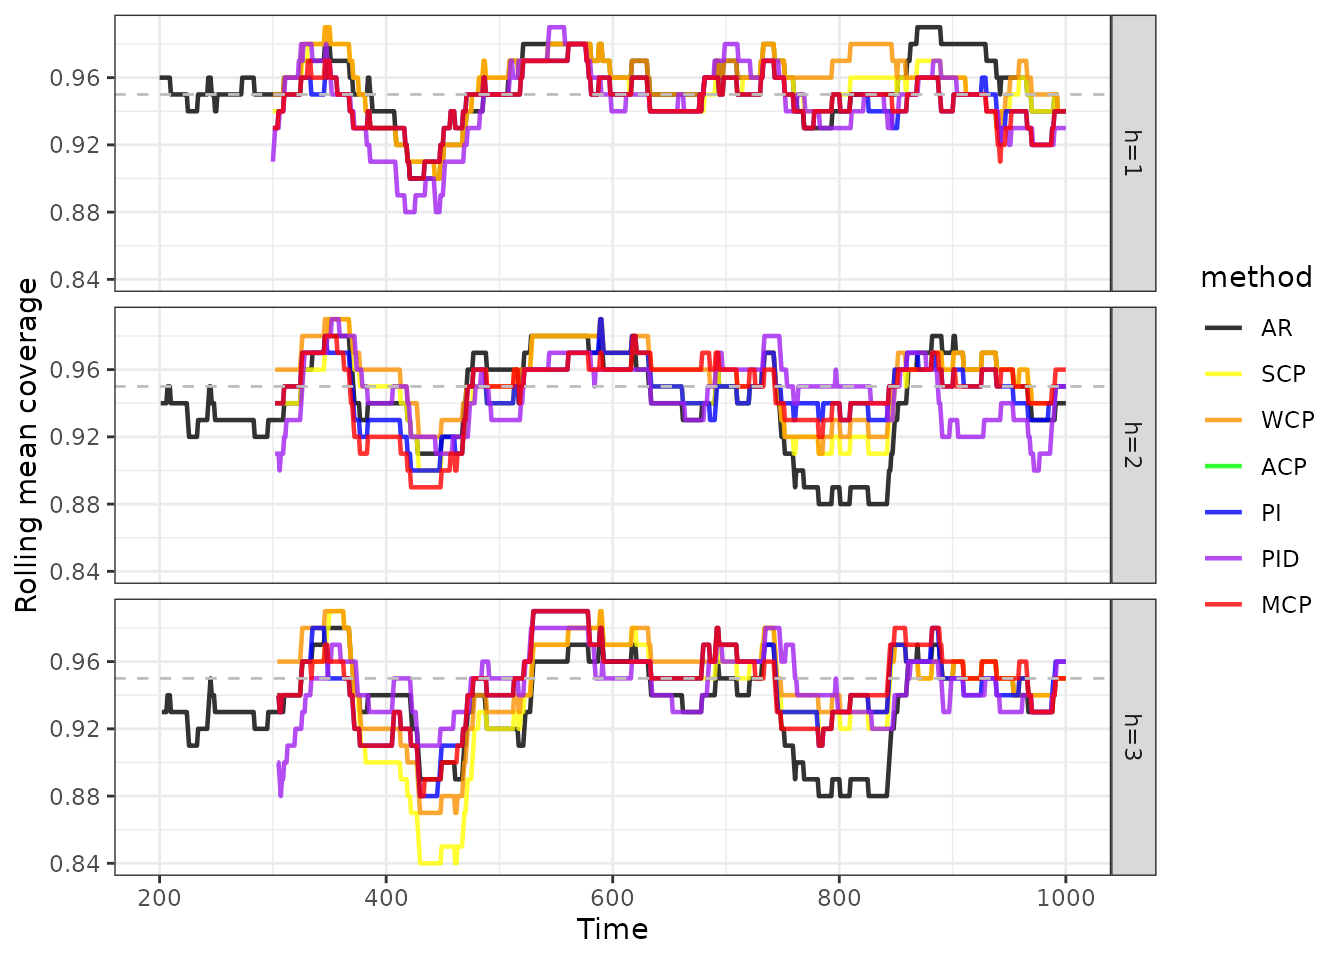 0.96
0.92
0.88
0.84
h=1
0.96
0.92
0.88
0.84
h=2
0.96
0.92
0.88
0.84
h=3
200 400 600 800 1000
Time
Rolling mean coverage
method
AR
SCP
WCP
ACP
PI
PID
MCP